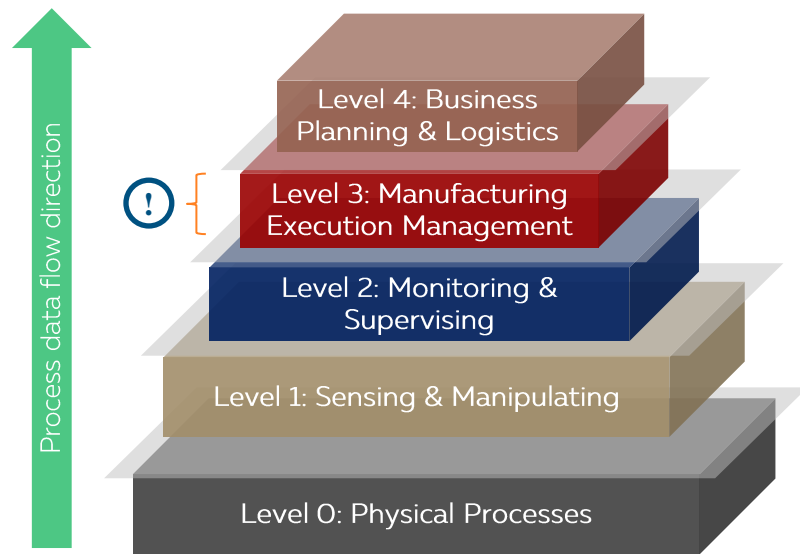 Process data flow direction
Level 4: Business
Planning & Logistics
!
Level 3: Manufacturing
Execution Management
Level 2: Monitoring &
Supervising
Level 1: Sensing & Manipulating
Level 0: Physical Processes